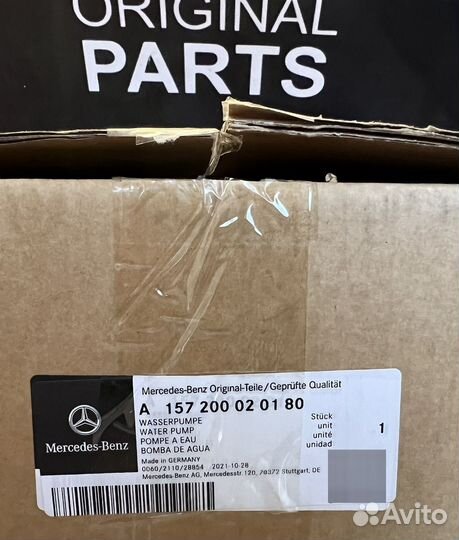 ORIGINAL
PARTS
Mercedes-Benz Original-Teile/Geprüfte Qualität
A 157 200 02 01 80
WASSERPUMPE
WATER PUMP
POMPE A EAU
BOMBA DE AGUA
Stück
unit
unité
unidad
1
Made in GERMANY
0060/2110/28854 2021-10-28
Mercedes-Benz AG, Mercedesstr. 120, 70372 Stuttgart, DE
Mercedes-Benz
Avito